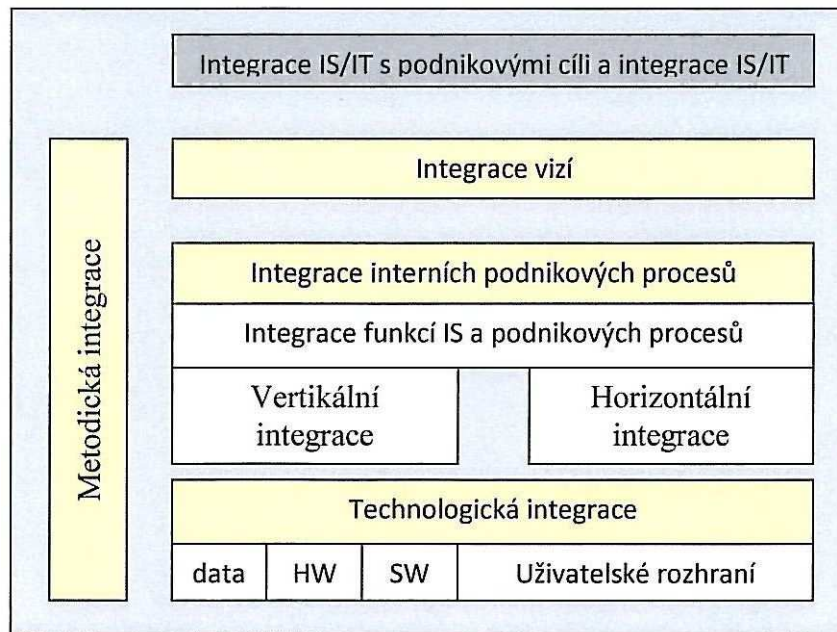 Integrace IS/IT s podnikovými cíli a integrace IS/IT
Metodická integrace
Integrace vizí
Integrace interních podnikových procesů
Integrace funkcí IS a podnikových procesů
Vertikální
integrace
Horizontální
integrace
Technologická integrace
data
HW
SW
Uživatelské rozhraní